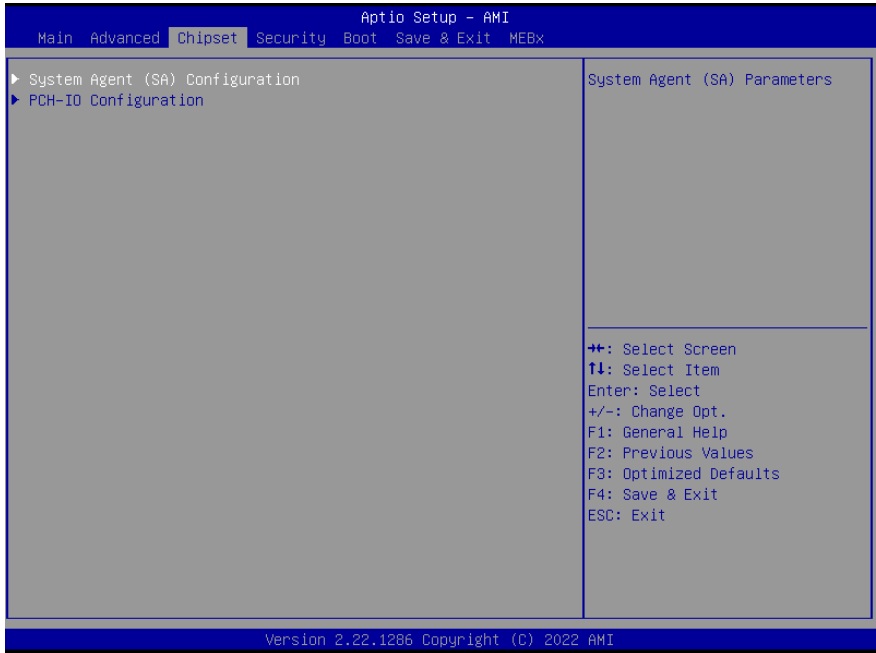 Aptio Setup – AMI
Main Advanced Chipset Security Boot Save & Exit MEBx
▶ System Agent (SA) Configuration
▶ PCH-IO Configuration
System Agent (SA) Parameters
→←: Select Screen
↑↓: Select Item
Enter: Select
+/-: Change Opt.
F1: General Help
F2: Previous Values
F3: Optimized Defaults
F4: Save & Exit
ESC: Exit
Version 2.22.1286 Copyright (C) 2022 AMI